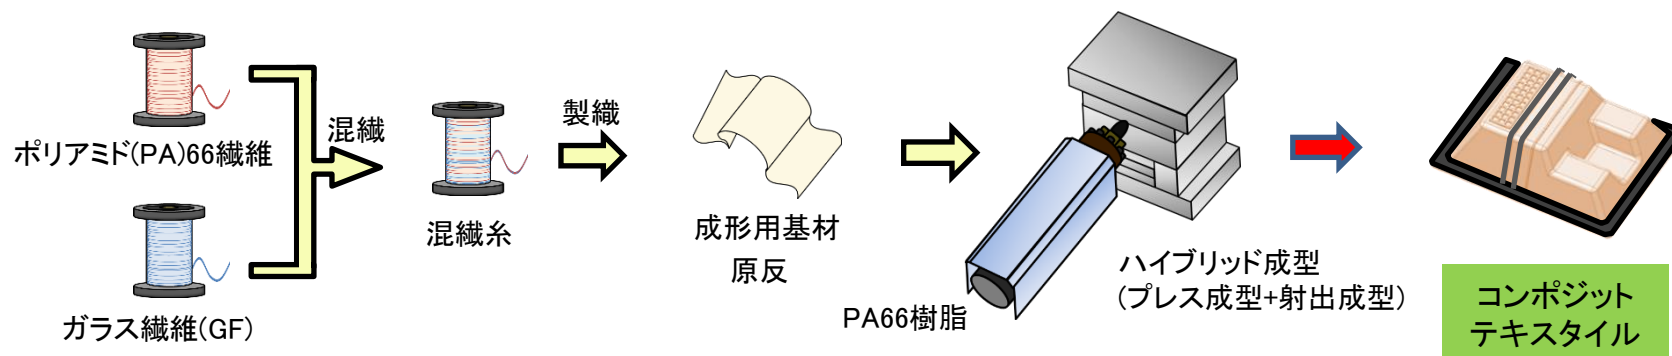 ポリアミド(PA)66繊維
ガラス繊維(GF)
混繊
混繊糸
製織
成形用基材
原反
PA66樹脂
ハイブリッド成型
(プレス成型+射出成型)
コンポジット
テキスタイル